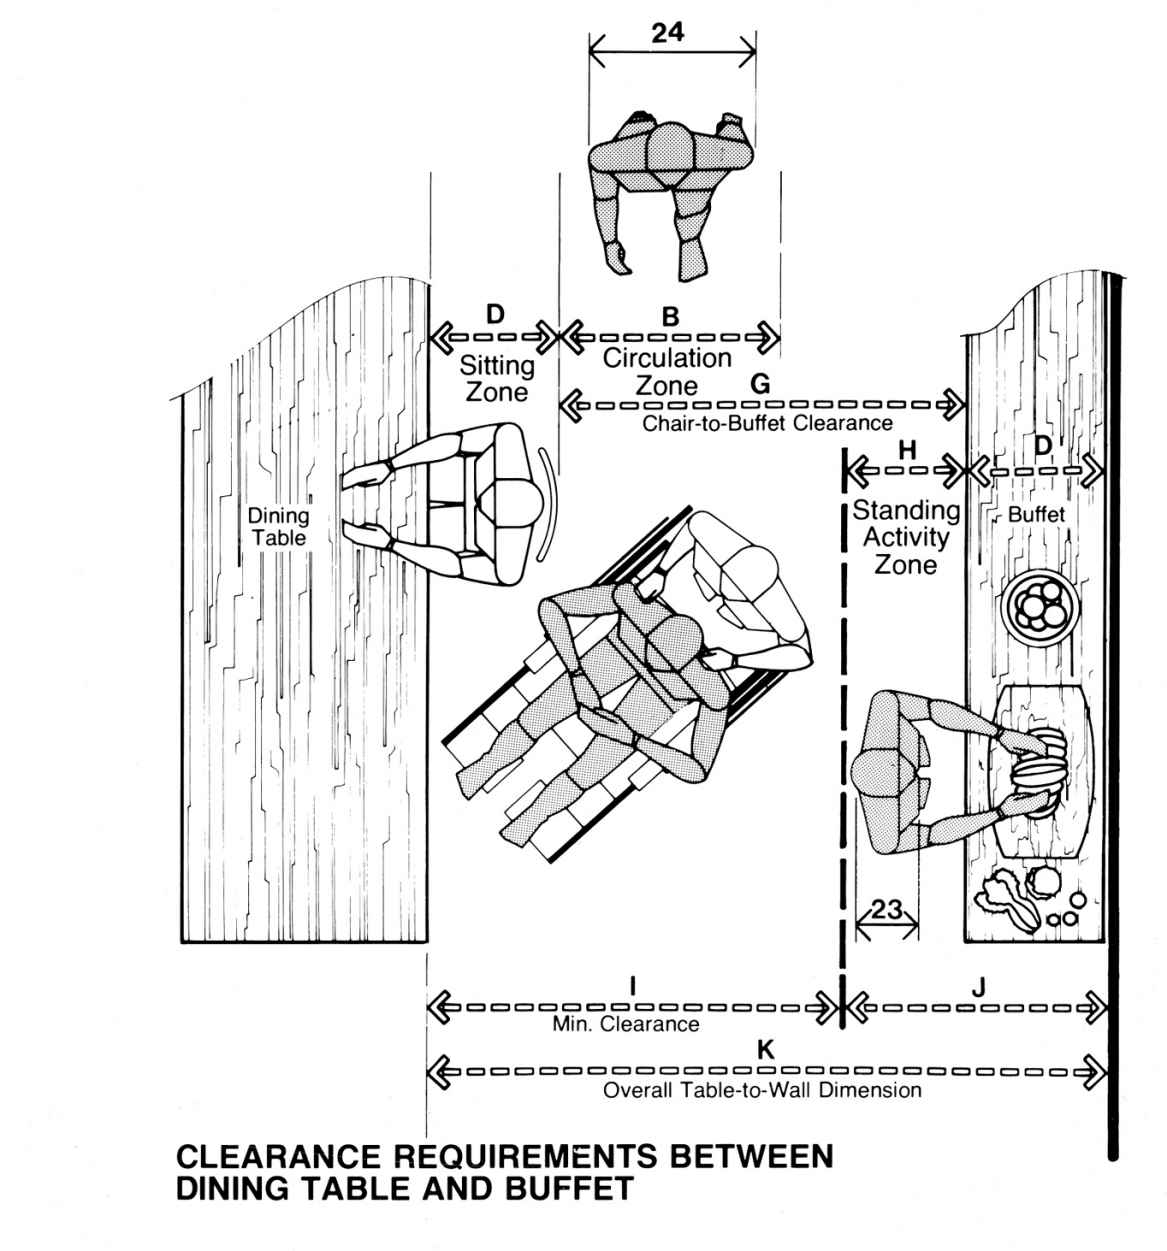 24
D
B
Sitting
Zone
Circulation
Zone
G
Chair-to-Buffet Clearance
H
D
Standing
Activity
Zone
Buffet
Dining
Table
23
I
J
Min. Clearance
K
Overall Table-to-Wall Dimension
CLEARANCE REQUIREMENTS BETWEEN
DINING TABLE AND BUFFET